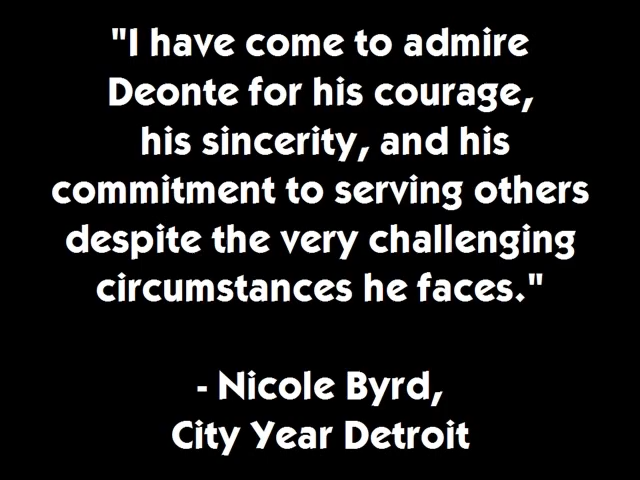 "I have come to admire
Deonte for his courage,
his sincerity, and his
commitment to serving others
despite the very challenging
circumstances he faces."
- Nicole Byrd,
City Year Detroit